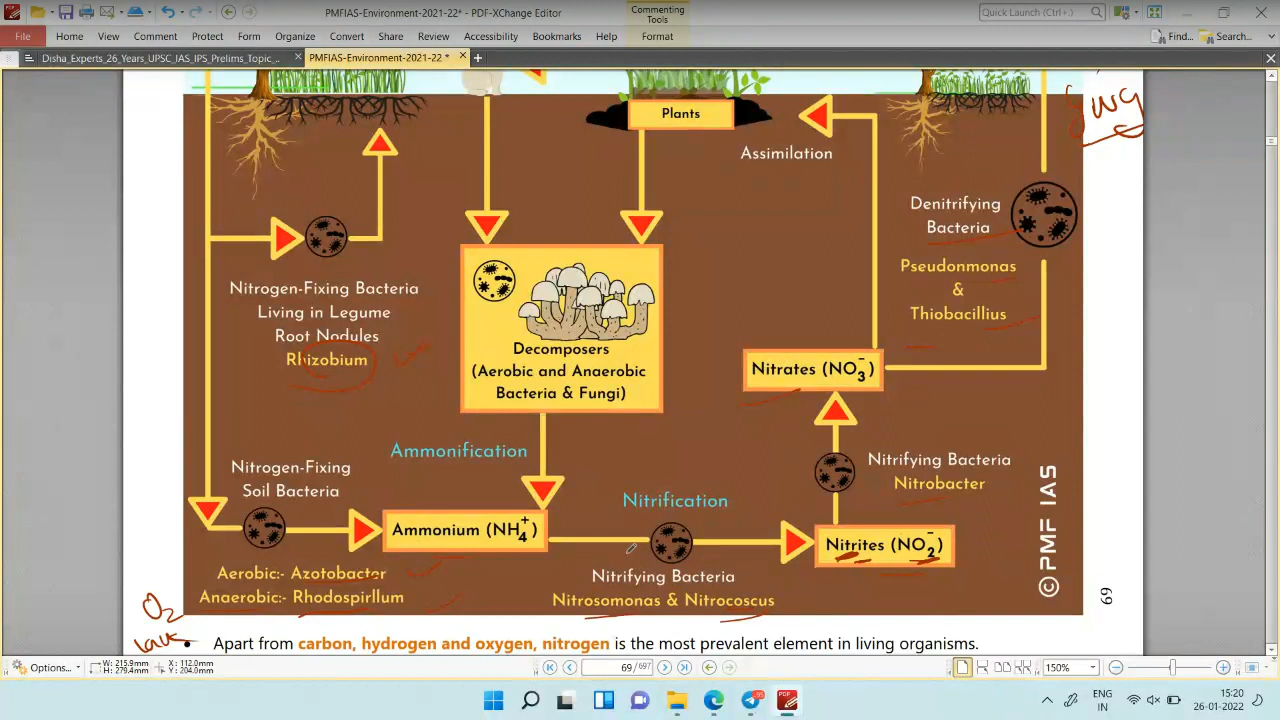 PMFIAS-Environment-2021-22* - PDF-XChange Editor
Commenting
Tools
Quick Launch (Ctrl+.)
File
Home
View
Comment
Protect
Form
Organize
Convert
Share
Review
Accessibility
Bookmarks
Help
Format
Find...
Search...
Disha_Experts_26_Years_UPSC_IAS_IPS_Prelims_Topic_..
PMFIAS-Environment-2021-22 *
Plants
Assimilation
Denitrifying
Bacteria
Pseudonmonas
&
Thiobacillius
Nitrogen-Fixing Bacteria
Living in Legume
Root Nodules
Rhizobium
Decomposers
(Aerobic and Anaerobic
Bacteria & Fungi)
Nitrates (NO3-)
Ammonification
Nitrogen-Fixing
Soil Bacteria
Nitrification
Nitrifying Bacteria
Nitrobacter
Ammonium (NH4+)
Nitrites (NO2-)
Aerobic:- Azotobacter
Anaerobic:- Rhodospirllum
Nitrifying Bacteria
Nitrosomonas & Nitrocoscus
© PMF IAS
69
O2
lack
Apart from carbon, hydrogen and oxygen, nitrogen is the most prevalent element in living organisms.
Options...
W: 215.9mm
H: 279.4mm
X: 112.0mm
Y: 204.0mm
69 / 697
150%
95
ENG
IN
15:20
26-01-2022